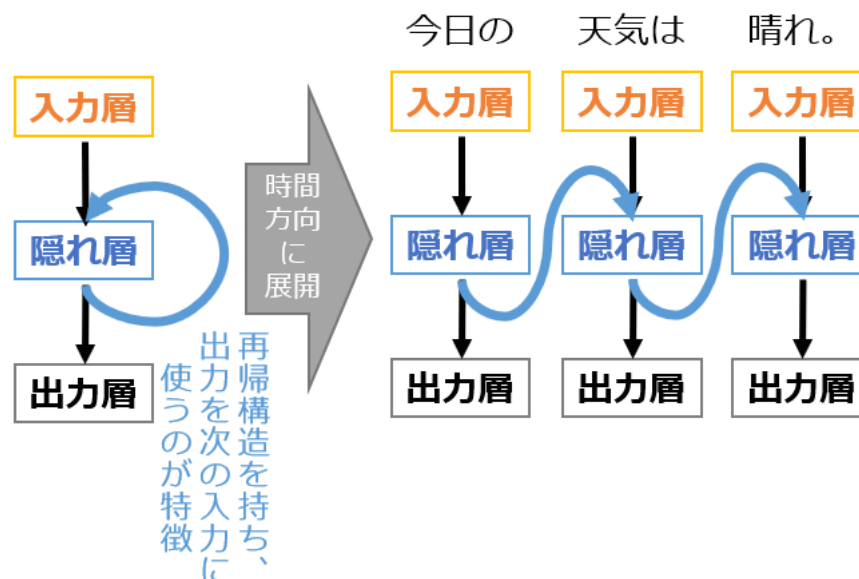 今日の 天気は 晴れ。
入力層
隠れ層
出力層
再帰構造を持ち、
出力を次の入力に
使うのが特徴
時間
方向
に
展開
入力層 入力層 入力層
隠れ層 隠れ層 隠れ層
出力層 出力層 出力層